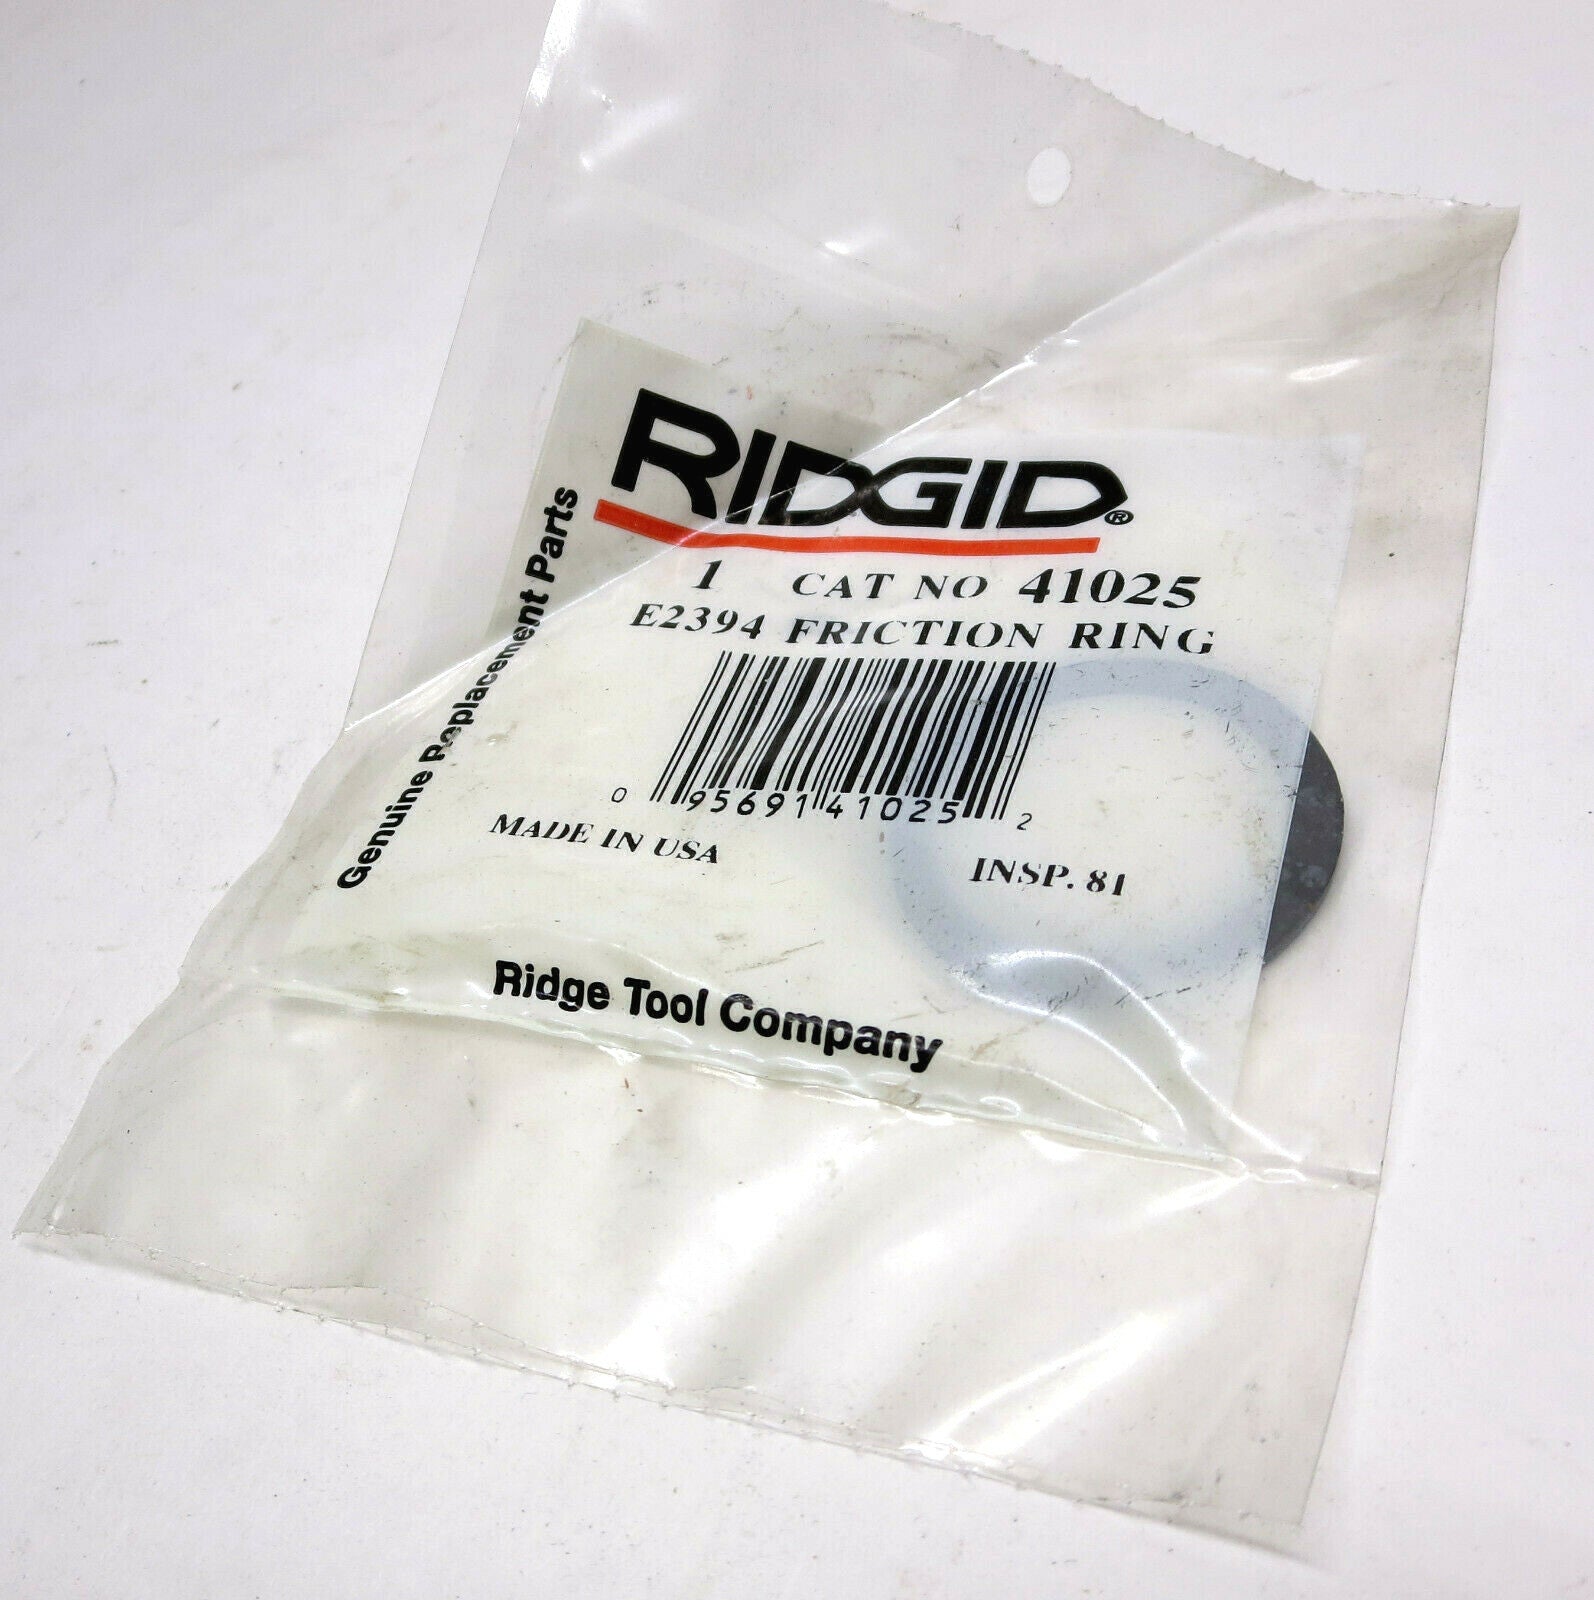 RIDGID®
1 CAT NO 41025
E2394 FRICTION RING
0 95691 41025 2
MADE IN USA
INSP. 81
Genuine Replacement Parts
Ridge Tool Company